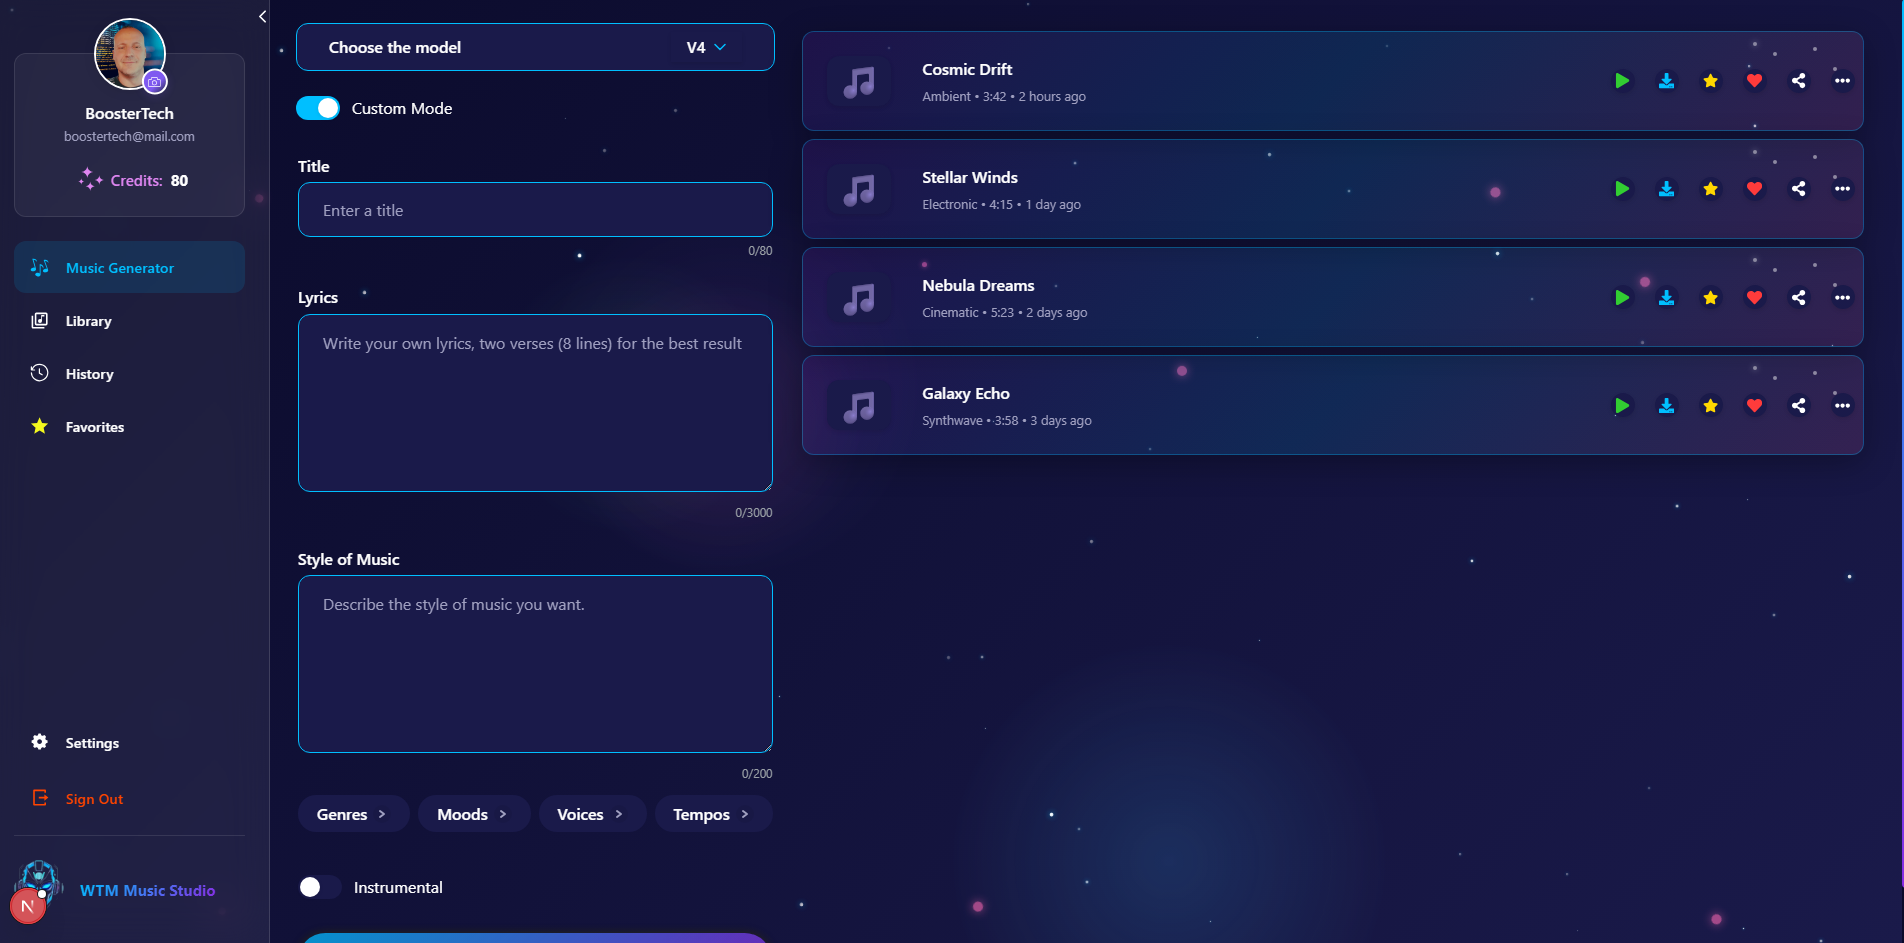 BoosterTech
boostertech@mail.com
Credits: 80
Music Generator
Library
History
Favorites
Settings
Sign Out
WTM Music Studio
N
Choose the model V4
Custom Mode
Title
Enter a title
0/80
Lyrics
Write your own lyrics, two verses (8 lines) for the best result
0/3000
Style of Music
Describe the style of music you want.
0/200
Genres > Moods > Voices > Tempos >
Instrumental
Cosmic Drift
Ambient • 3:42 • 2 hours ago
Stellar Winds
Electronic • 4:15 • 1 day ago
Nebula Dreams
Cinematic • 5:23 • 2 days ago
Galaxy Echo
Synthwave • 3:58 • 3 days ago